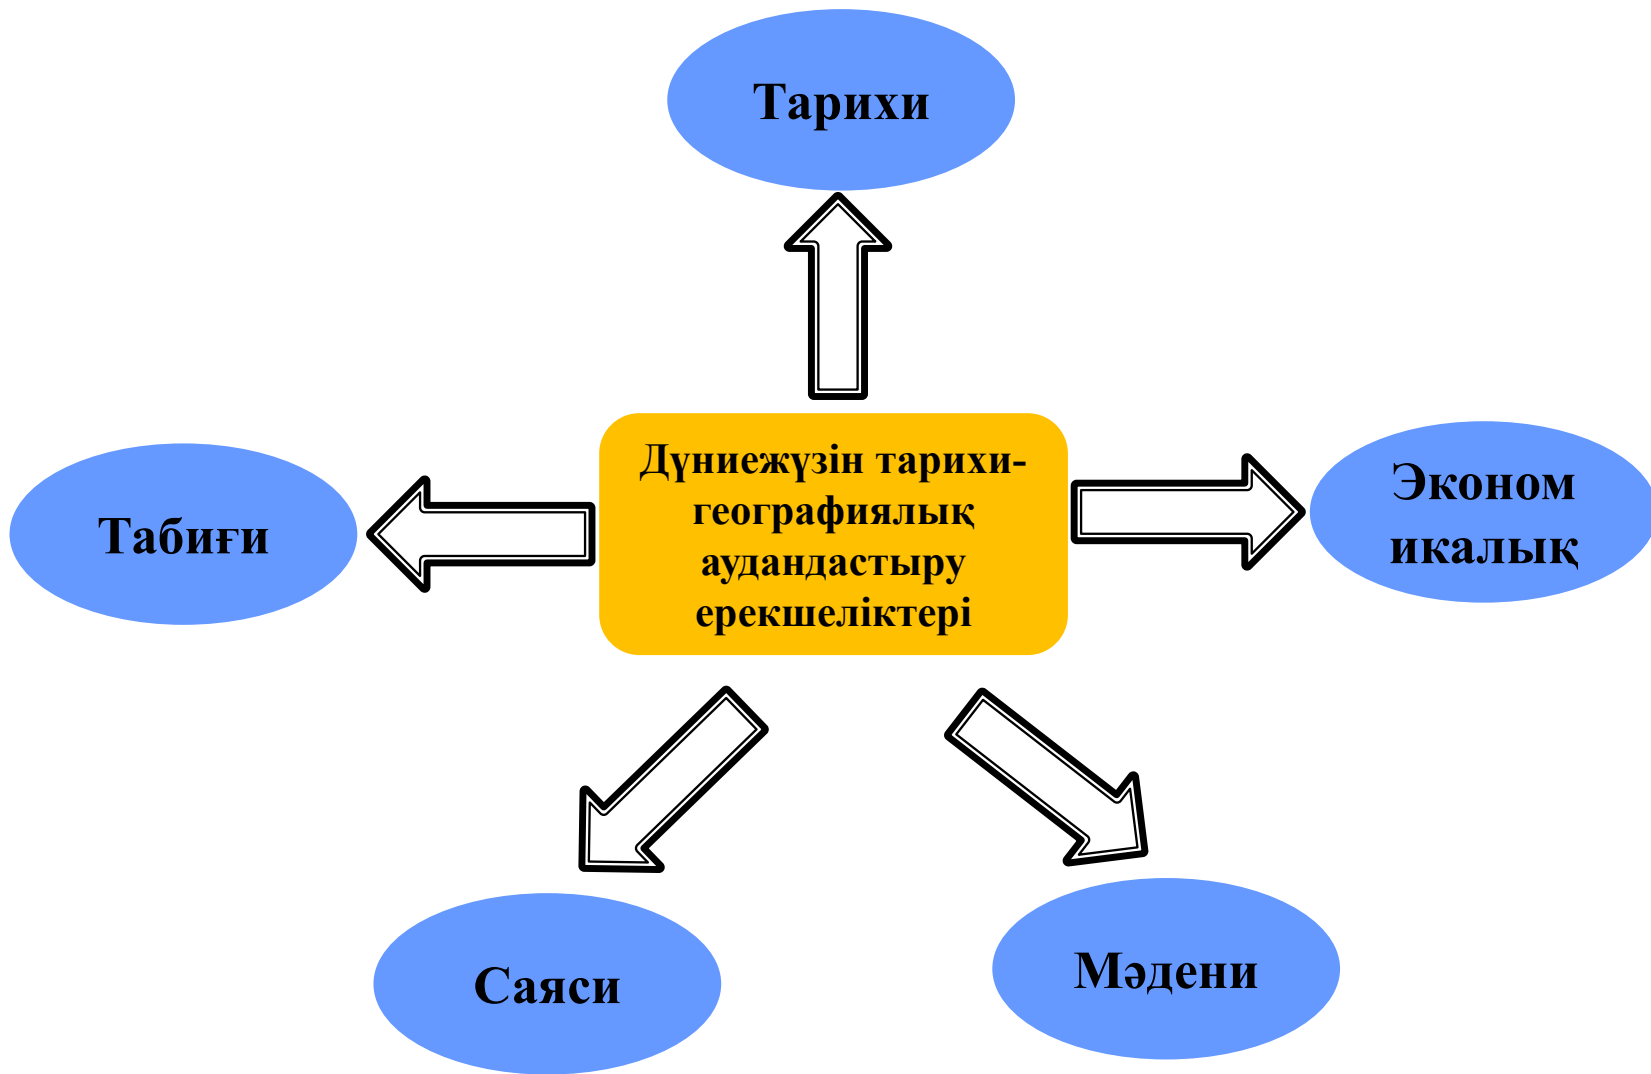 Тарихи
Дүниежүзін тарихи-
географиялық
аудандастыру
ерекшеліктері
Эконом
икалық
Табиғи
Саяси
Мәдени